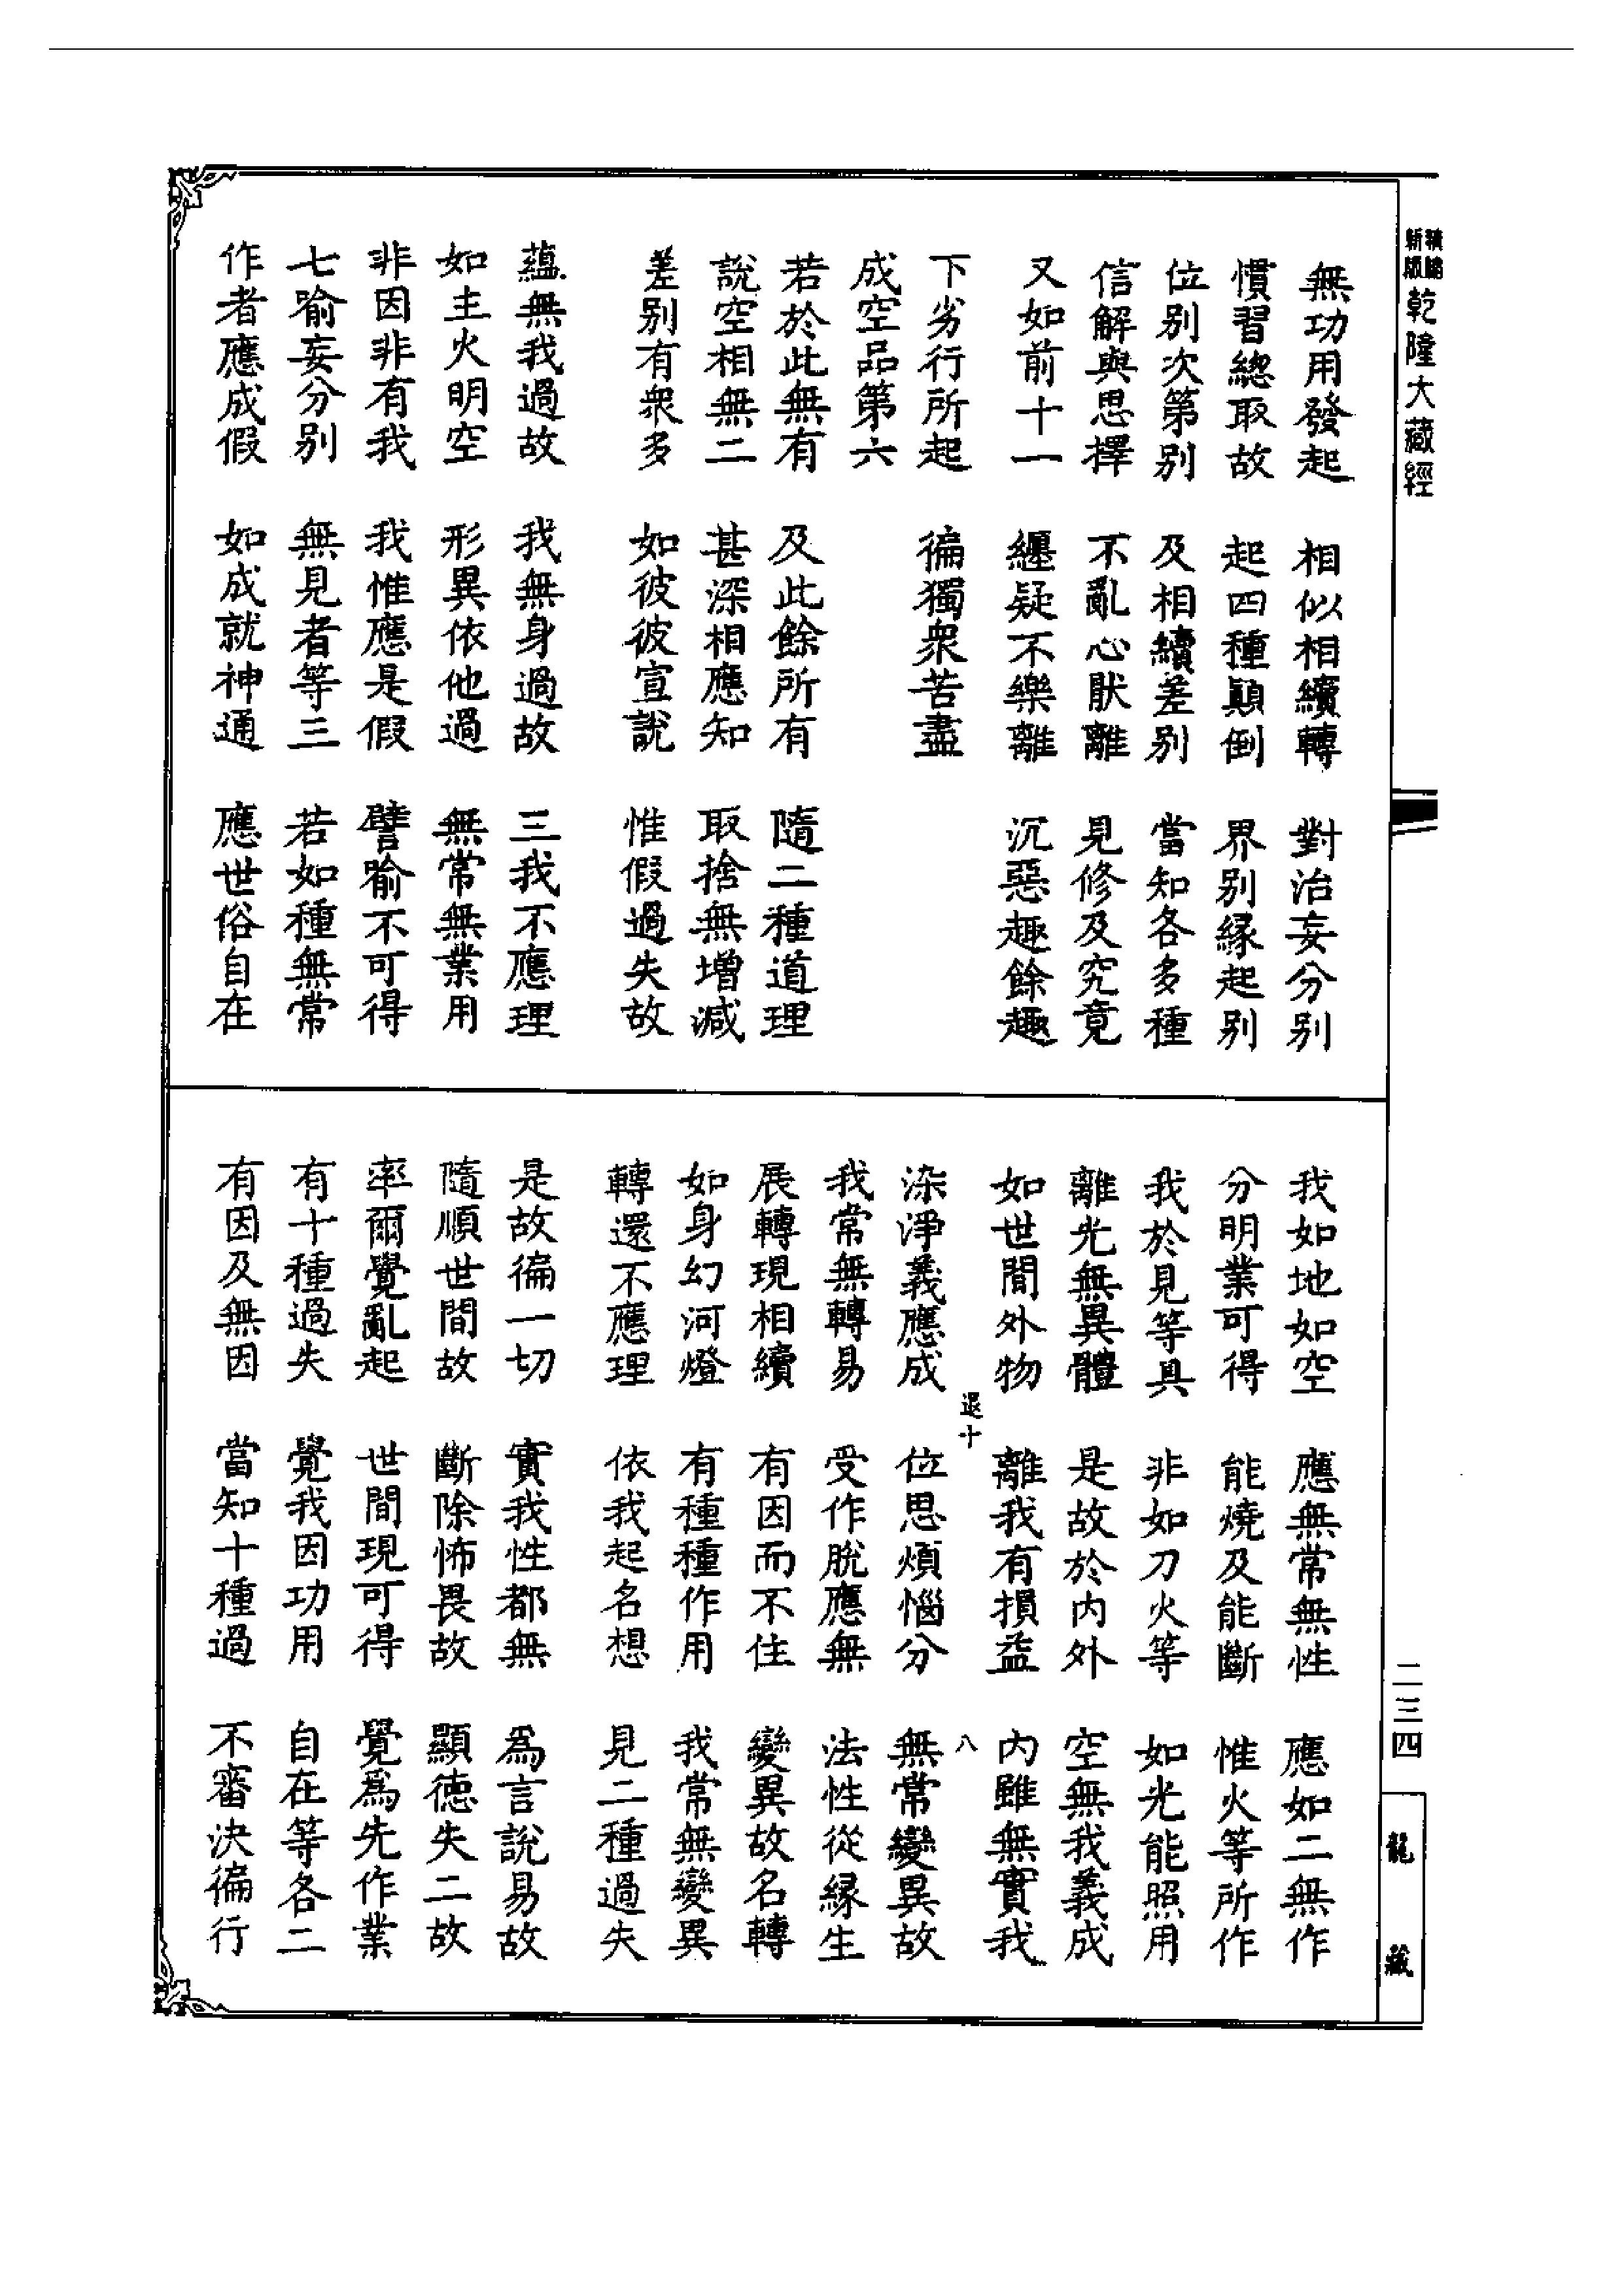 新版 精縮 乾隆大藏經
無功用發起 相似相續轉 對治妄分別
慣習總取故 起四種顛倒 界別緣起別
位別次第別 及相續差別 當知各多種
信解與思擇 不亂心猒離 見修及究竟
又如前十一 纏疑不樂離 沉惡趣餘趣
下劣行所起 徧獨衆苦盡
成空品第六
若於此無有 及此餘所有 隨二種道理
說空相無二 甚深相應知 取捨無增減
差别有衆多 如彼彼宣說 惟假過失故
蘊無我過故 我無身過故 三我不應理
如主火明空 形異依他過 無常無業用
非因非有我 我惟應是假 譬喻不可得
七喻妄分別 無見者等三 若如種無常
作者應成假 如成就神通 應世俗自在
我如地如空 應無常無性 應如二無作
分明業可得 能燒及能斷 惟火等所作
我於見等具 非如刀火等 如光能照用
離光無異體 是故於內外 空無我義成
如世間外物 離我有損益 內雖無實我
退十 八
染淨義應成 位思煩惱分 無常變異故
我常無轉易 受作脫應無 法性從緣生
展轉現相續 有因而不住 變異故名轉
如身幻河燈 有種種作用 我常無變異
轉還不應理 依我起名想 見二種過失
是故徧一切 實我性都無 為言說易故
隨順世間故 斷除怖畏故 顯德失二故
率爾覺亂起 世間現可得 覺為先作業
有十種過失 覺我因功用 自在等各二
有因及無因 當知十種過 不審決徧行
二三四
龍藏